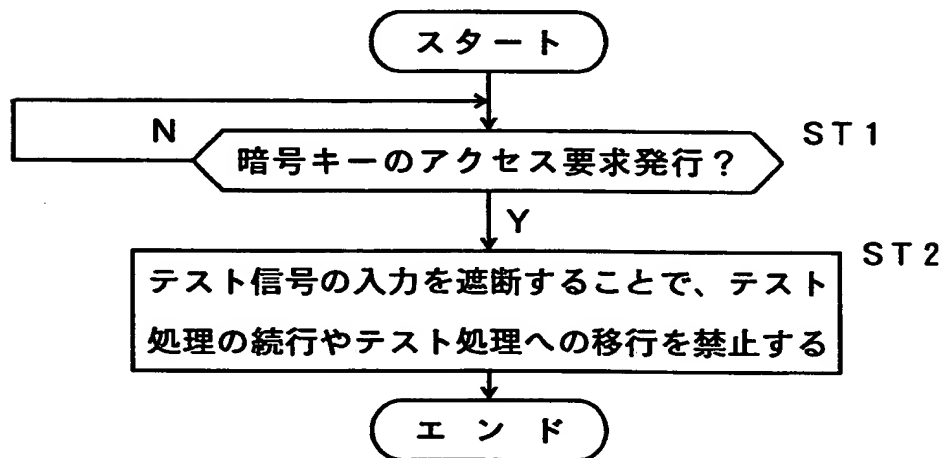 スタート
N
暗号キーのアクセス要求発行?
ST1
Y
ST2
テスト信号の入力を遮断することで、テスト
処理の続行やテスト処理への移行を禁止する
エンド